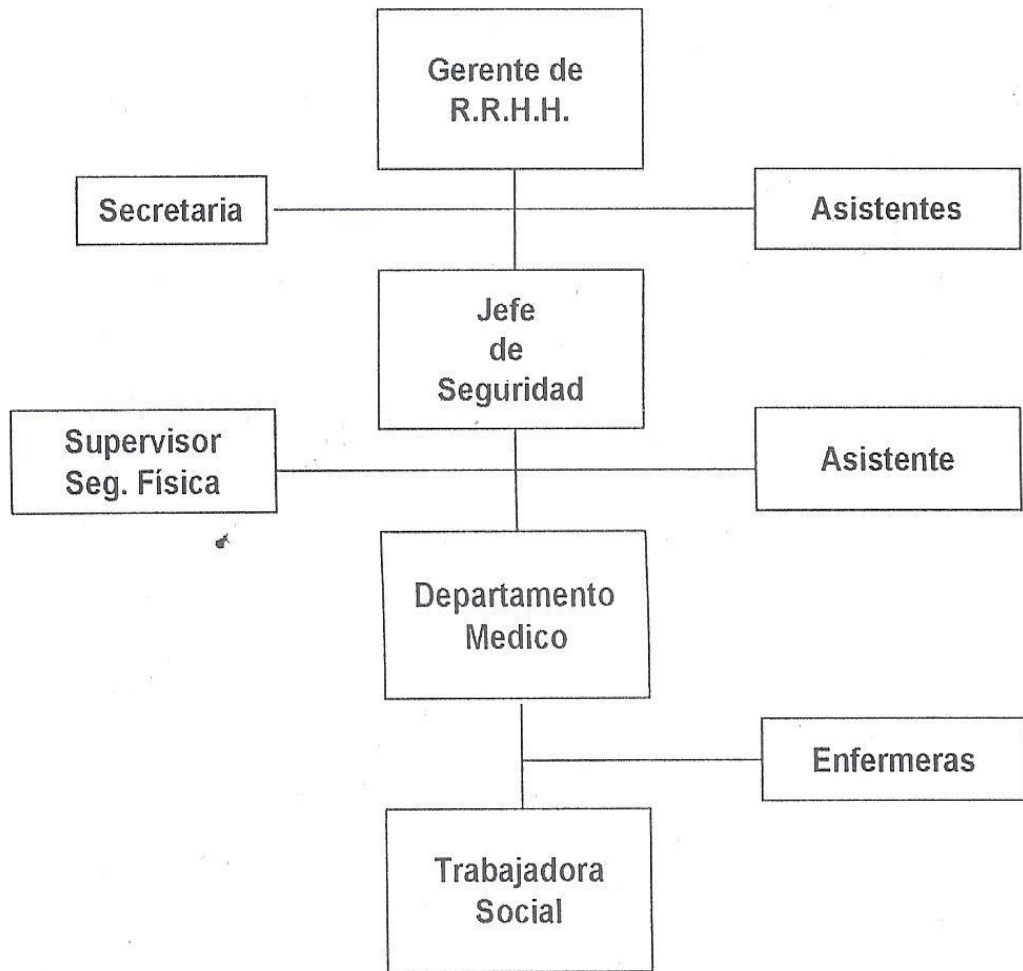 Gerente de
R.R.H.H.
Secretaria
Asistentes
Jefe
de
Seguridad
Supervisor
Seg. Física
Asistente
Departamento
Medico
Enfermeras
Trabajadora
Social